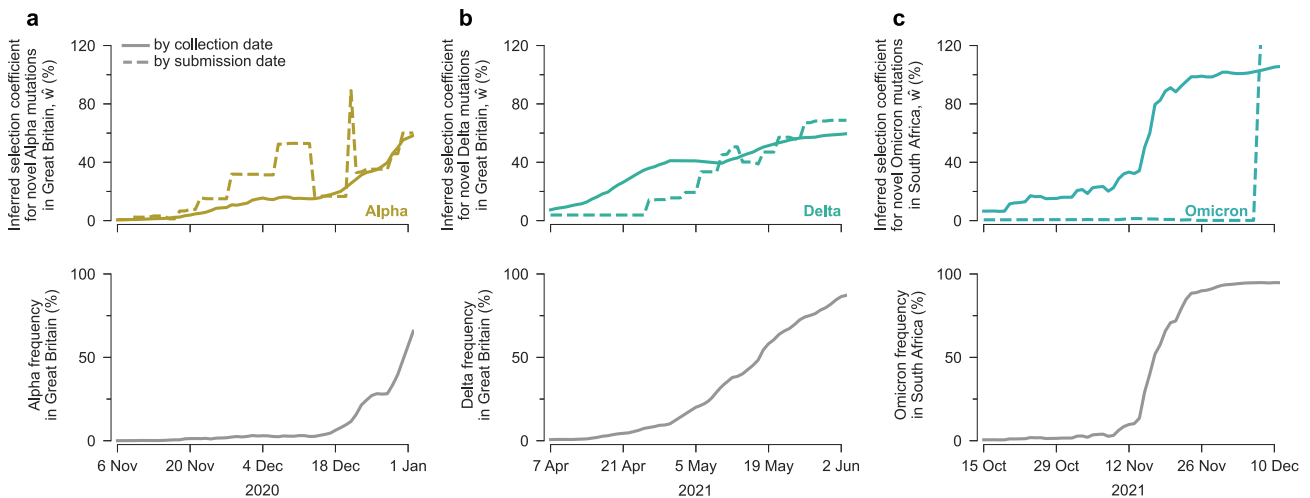 a
Inferred selection coefficient
for novel Alpha mutations
in Great Britain, ŵ (%)
120
80
40
0
by collection date
by submission date
Alpha
b
Inferred selection coefficient
for novel Delta mutations
in Great Britain, ŵ (%)
120
80
40
0
Delta
c
Inferred selection coefficient
for novel Omicron mutations
in South Africa, ŵ (%)
120
80
40
0
Omicron
Alpha frequency
in Great Britain (%)
100
50
0
6 Nov
20 Nov
4 Dec
18 Dec
1 Jan
2020
Delta frequency
in Great Britain (%)
100
50
0
7 Apr
21 Apr
5 May
19 May
2 Jun
2021
Omicron frequency
in South Africa (%)
100
50
0
15 Oct
29 Oct
12 Nov
26 Nov
10 Dec
2021